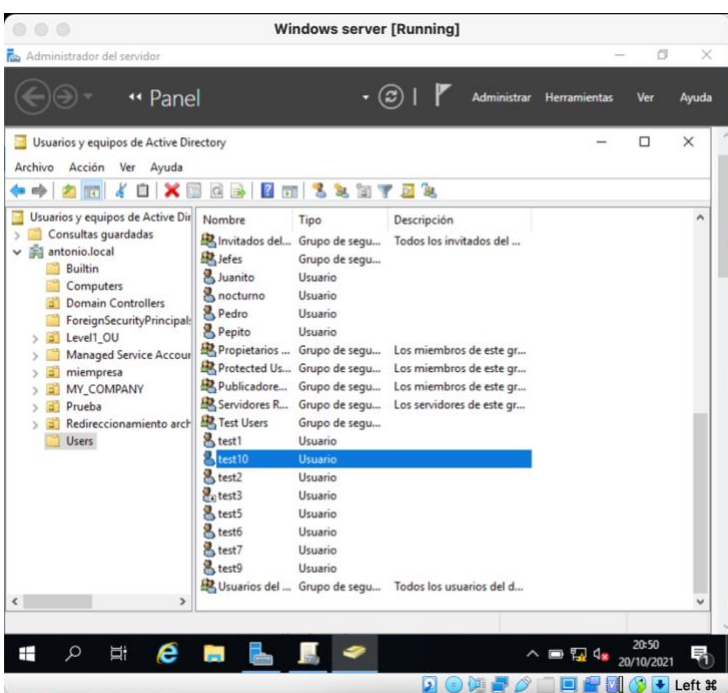 Windows server [Running]
Administrador del servidor
Panel
Administrar Herramientas Ver Ayuda
Usuarios y equipos de Active Directory
Archivo Acción Ver Ayuda
Usuarios y equipos de Active Dir
Consultas guardadas
antonio.local
Builtin
Computers
Domain Controllers
ForeignSecurityPrincipals
Level1_OU
Managed Service Accour
miempresa
MY_COMPANY
Prueba
Redireccionamiento arch
Users
Nombre Tipo Descripción
Invitados del... Grupo de segu... Todos los invitados del ...
Jefes Grupo de segu...
Juanito Usuario
nocturno Usuario
Pedro Usuario
Pepito Usuario
Propietarios ... Grupo de segu... Los miembros de este gr...
Protected Us... Grupo de segu... Los miembros de este gr...
Publicadore... Grupo de segu... Los miembros de este gr...
Servidores R... Grupo de segu... Los servidores de este gr...
Test Users Grupo de segu...
test1 Usuario
test10 Usuario
test2 Usuario
test3 Usuario
test5 Usuario
test6 Usuario
test7 Usuario
test9 Usuario
Usuarios del ... Grupo de segu... Todos los usuarios del d...
20:50
20/10/2021
Left ⌘